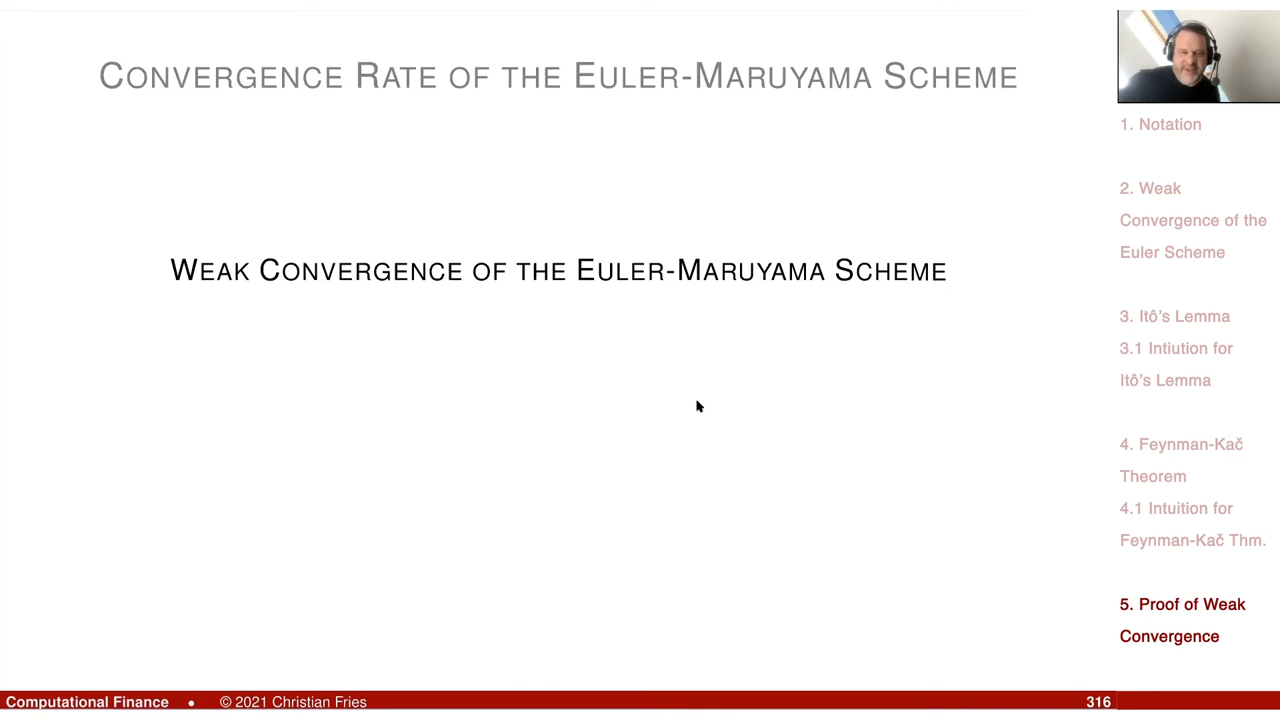 CONVERGENCE RATE OF THE EULER-MARUYAMA SCHEME
WEAK CONVERGENCE OF THE EULER-MARUYAMA SCHEME
1. Notation
2. Weak
Convergence of the
Euler Scheme
3. Itô's Lemma
3.1 Intiution for
Itô's Lemma
4. Feynman-Kač
Theorem
4.1 Intuition for
Feynman-Kač Thm.
5. Proof of Weak
Convergence
Computational Finance • © 2021 Christian Fries 316